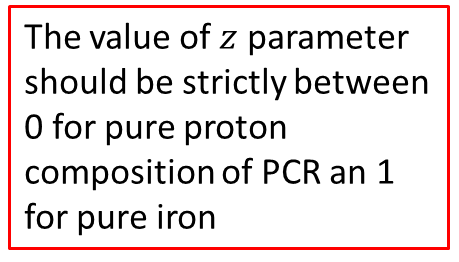 The value of z parameter
should be strictly between
0 for pure proton
composition of PCR an 1
for pure iron